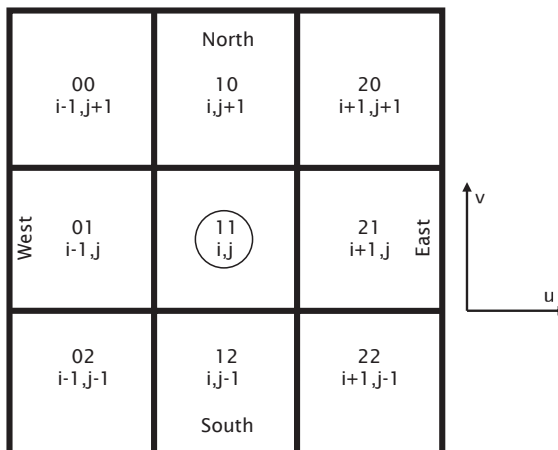 North
00 10 20
i-1,j+1 i,j+1 i+1,j+1
West
01 11 21
i-1,j i,j i+1,j
East
v
u
02 12 22
i-1,j-1 i,j-1 i+1,j-1
South